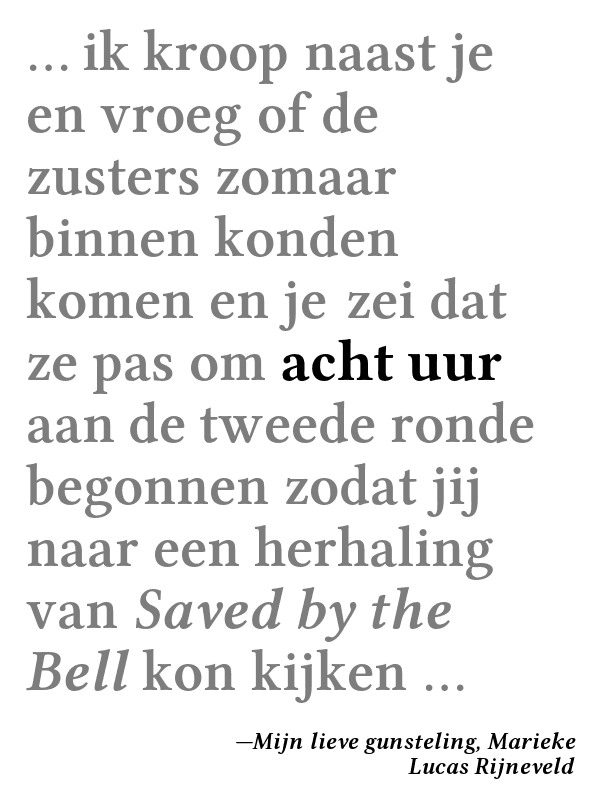 … ik kroop naast je
en vroeg of de
zusters zomaar
binnen konden
komen en je zei dat
ze pas om acht uur
aan de tweede ronde
begonnen zodat jij
naar een herhaling
van Saved by the
Bell kon kijken …
—Mijn lieve gunsteling, Marieke
Lucas Rijneveld